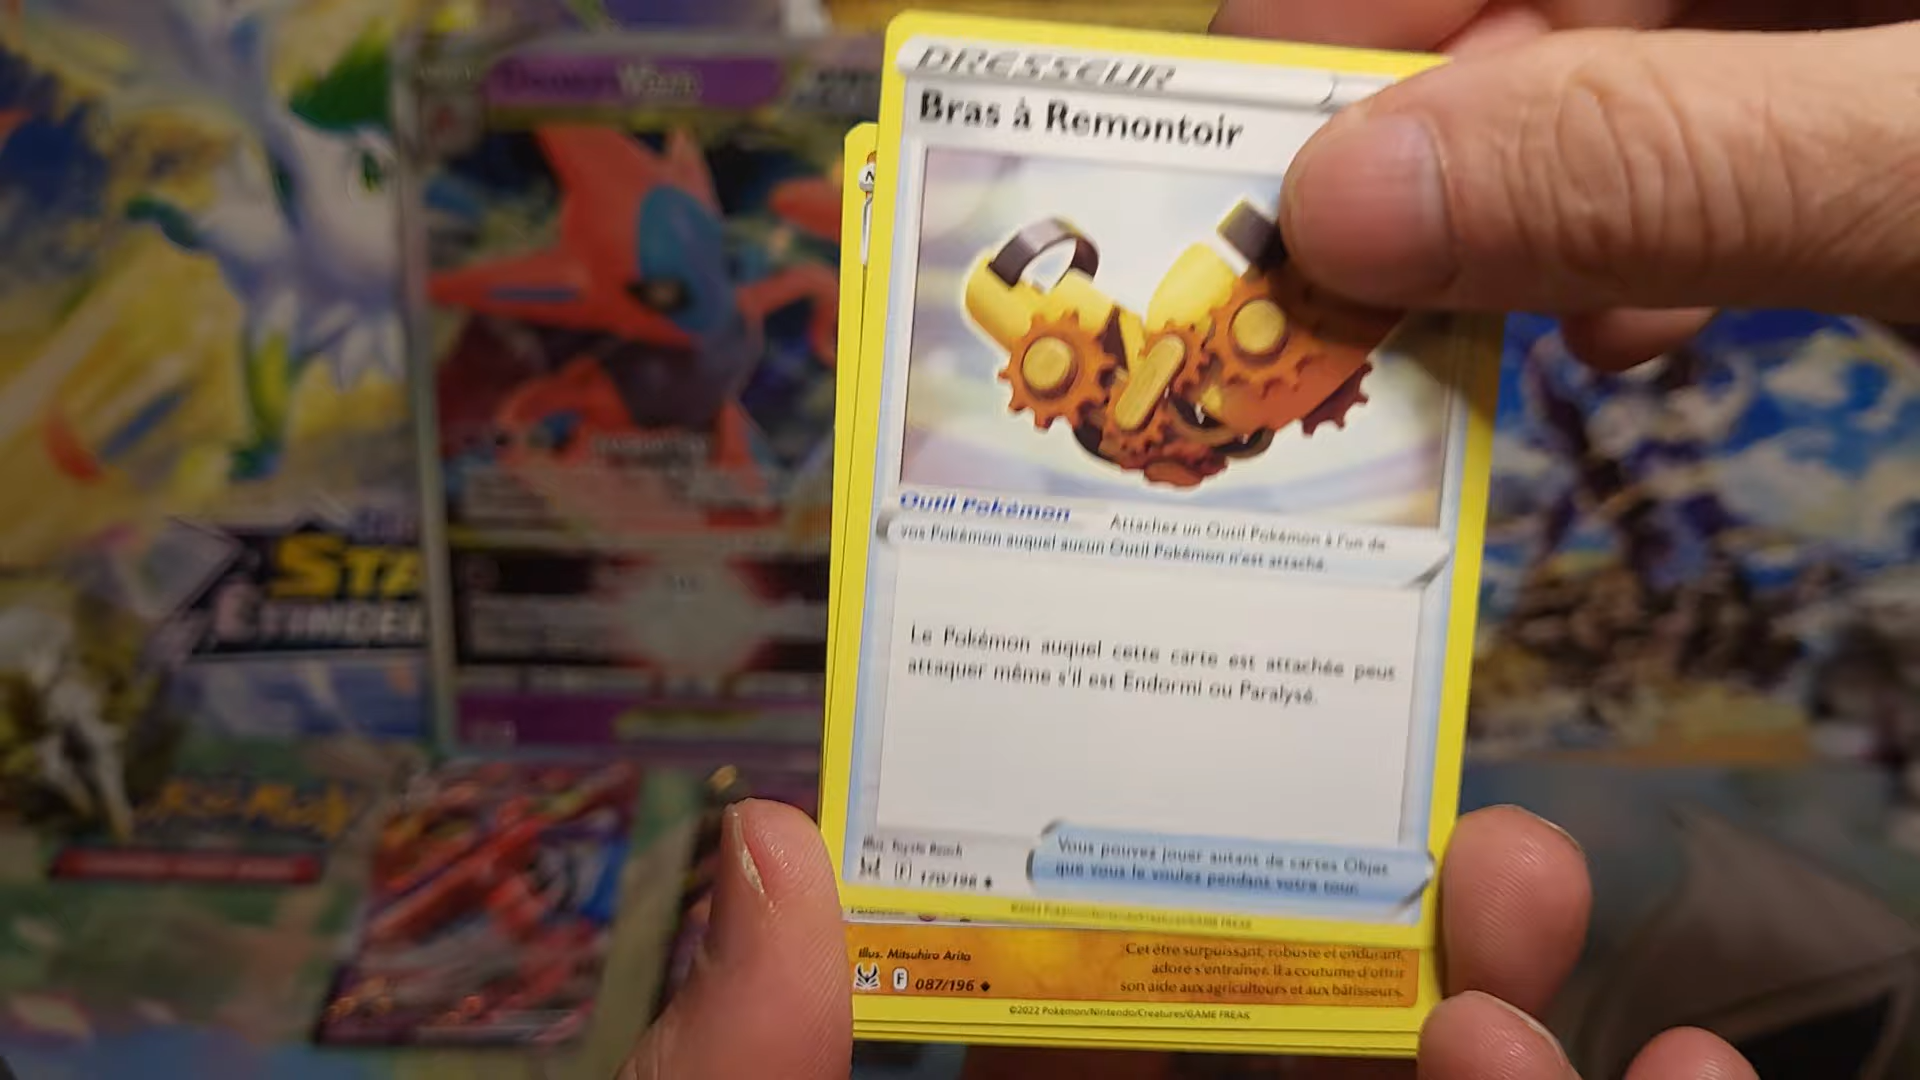 DRESSEUR
Bras à Remontoir
Outil Pokémon
Attachez un Outil Pokémon à l'un de
vos Pokémon auquel aucun Outil Pokémon n'est attaché.
Le Pokémon auquel cette carte est attachée peut
attaquer même s'il est Endormi ou Paralysé.
Illus.
F 170/196
Vous pouvez jouer autant de cartes Objet
que vous le voulez pendant votre tour.
Illus. Mitsuhiro Arita
F 087/196
Cet être surpuissant, robuste et endurant,
adore s'entraîner. Il a coutume d'offrir
son aide aux agriculteurs et aux bâtisseurs.
©2022 Pokémon/Nintendo/Creatures/GAME FREAK
STA